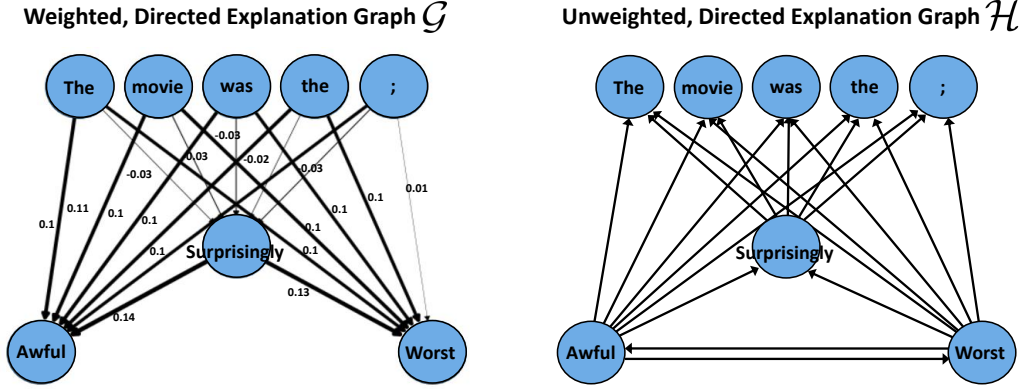 Weighted, Directed Explanation Graph 𝒢
Unweighted, Directed Explanation Graph ℋ
The movie was the ;
The movie was the ;
-0.03
0.03 -0.02
-0.03 -0.03 0.01
0.1 0.11 0.1 0.1 0.1 0.1
0.1 0.1
0.1 0.1
Surprisingly
Surprisingly
0.13
0.14
Awful Worst
Awful Worst